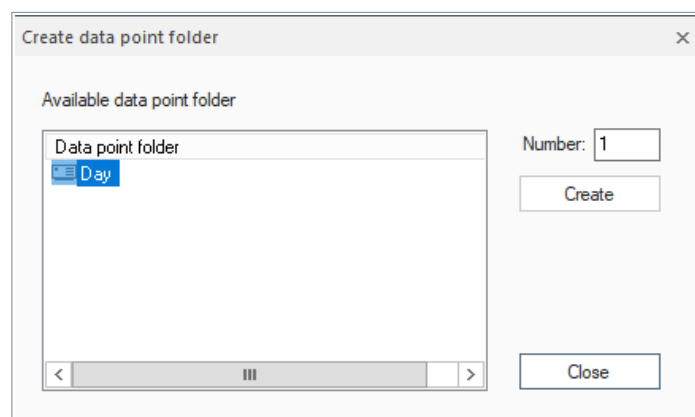 Create data point folder
Available data point folder
Data point folder
Day
Number: 1
Create
Close